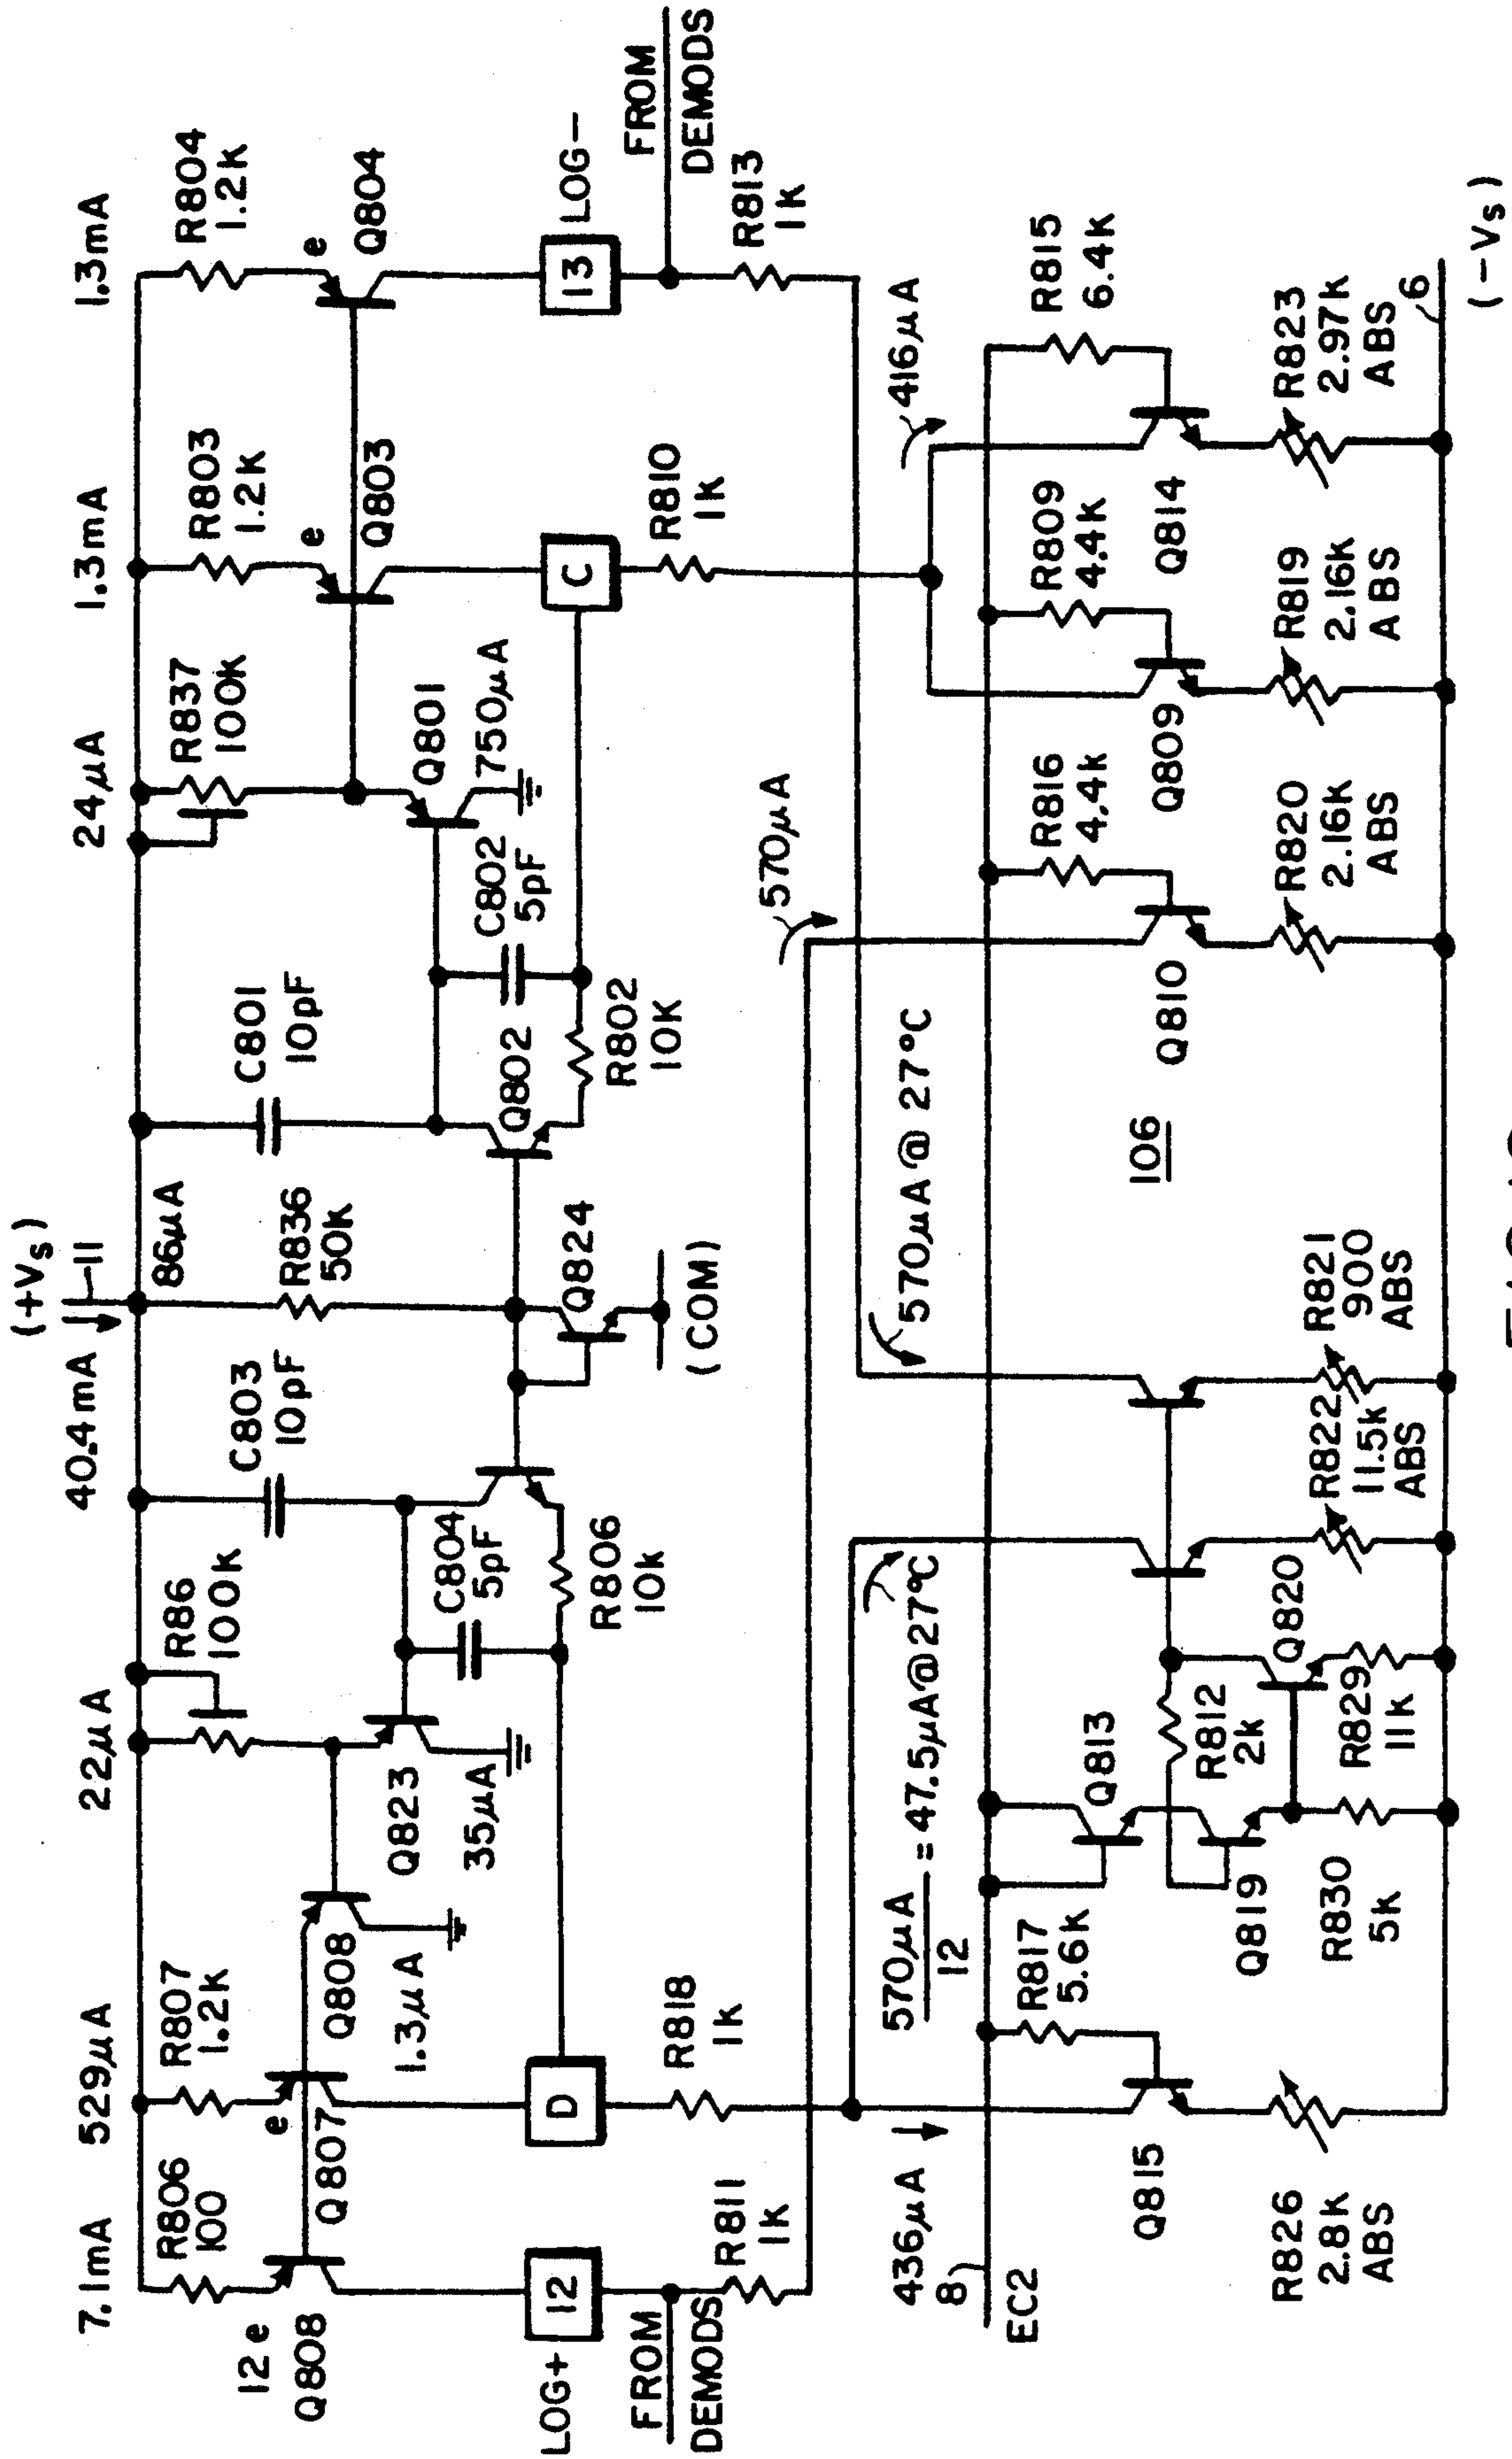 (+Vs)
11
40.4mA
7.1mA
529μA
22μA
86μA
24μA
1.3mA
1.3mA
R806
100
R807
1.2k
R86
100k
C803
10pF
R836
50k
C801
10pF
R837
100k
R803
1.2K
R804
1.2K
12e
Q808
e
Q807
Q808
1.3μA
Q823
35μA
C804
5pF
R806
10k
Q824
(COM)
Q802
R802
10K
C802
5pF
Q801
750μA
e
Q803
e
Q804
LOG+
12
D
C
13
LOG−
FROM
DEMODS
FROM
DEMODS
R811
1k
R818
1k
R810
1k
R813
1k
436μA
570μA
12
= 47.5μA@27°C
570μA @ 27°C
570μA
416μA
8
EC2
R817
5.6k
Q813
R812
2k
R816
4.4k
R809
4.4k
R815
6.4k
Q815
Q819
Q820
106
Q810
Q809
Q814
R826
2.8k
ABS
R830
5k
R829
11k
R822
11.5k
ABS
R821
900
ABS
R820
2.16k
ABS
R819
2.16k
ABS
R823
2.97k
ABS
6
(−Vs)